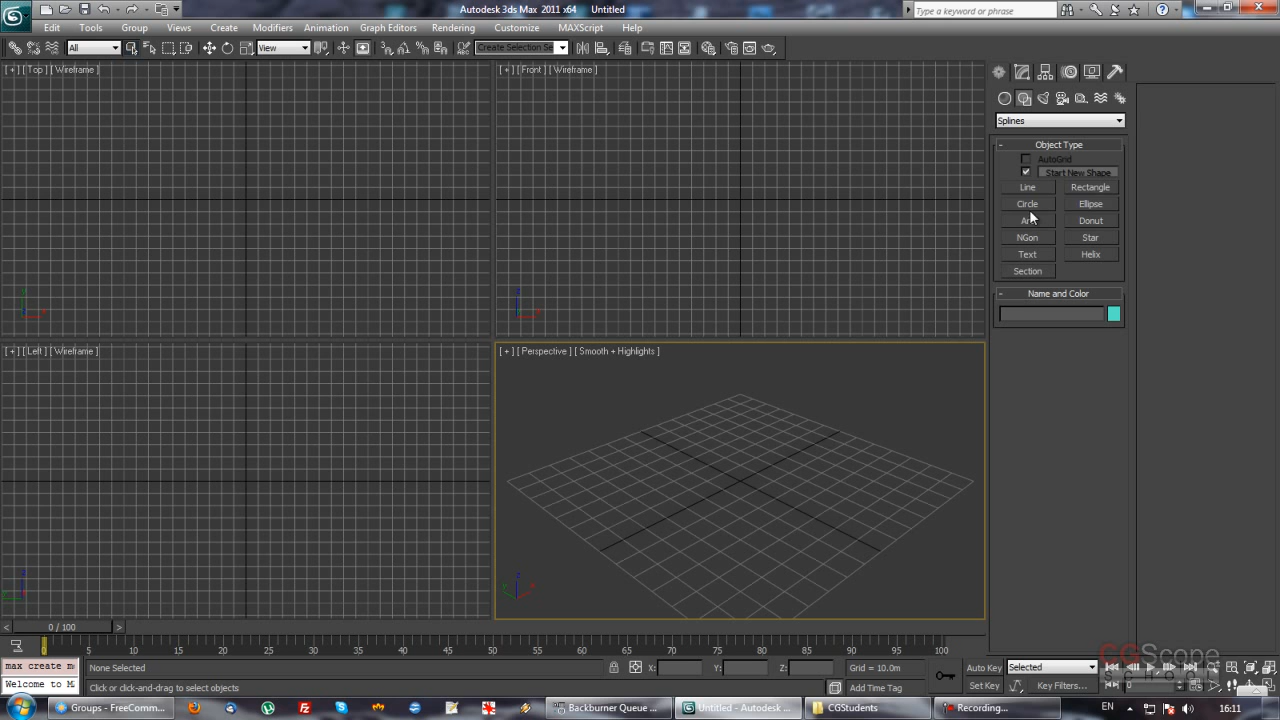 Autodesk 3ds Max 2011 x64 Untitled
Type a keyword or phrase
Edit Tools Group Views Create Modifiers Animation Graph Editors Rendering Customize MAXScript Help
All View Create Selection Se
[ + ] [ Top ] [ Wireframe ]
[ + ] [ Front ] [ Wireframe ]
Splines
- Object Type
AutoGrid
Start New Shape
Line Rectangle
Circle Ellipse
Donut
NGon Star
Text Helix
Section
- Name and Color
[ + ] [ Left ] [ Wireframe ]
[ + ] [ Perspective ] [ Smooth + Highlights ]
< 0 / 100 >
0 5 10 15 20 25 30 35 40 45 50 55 60 65 70 75 80 85 90 95 100
max create m
None Selected X: Y: Z: Grid = 10.0m Auto Key Selected
Welcome to M
Click or click-and-drag to select objects Add Time Tag Set Key Key Filters... 0
CGScope
school
Groups - FreeComm... Backburner Queue ... Untitled - Autodesk ... CGStudents Recording... EN 16:11